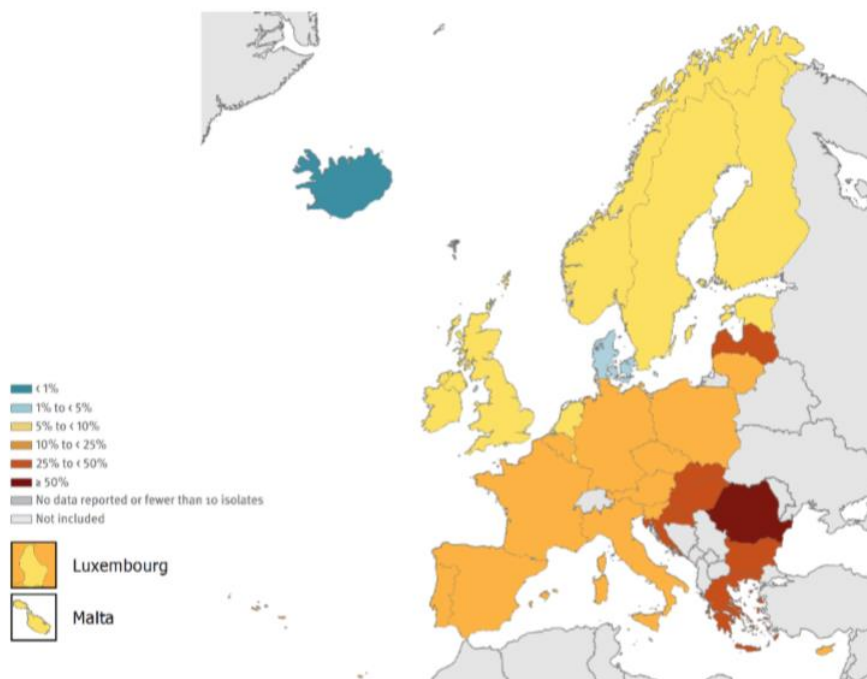 < 1%
1% to < 5%
5% to < 10%
10% to < 25%
25% to < 50%
≥ 50%
No data reported or fewer than 10 isolates
Not included
Luxembourg
Malta